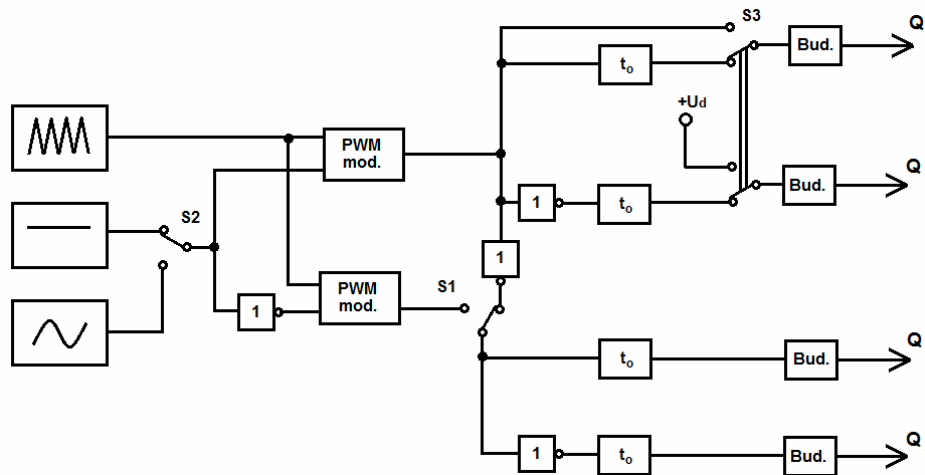 S3
Q
Bud.
t₀
+Ud
PWM
mod.
Q
Bud.
1
t₀
S2
1
PWM
mod.
S1
1
Q
t₀
Bud.
Q
1
t₀
Bud.